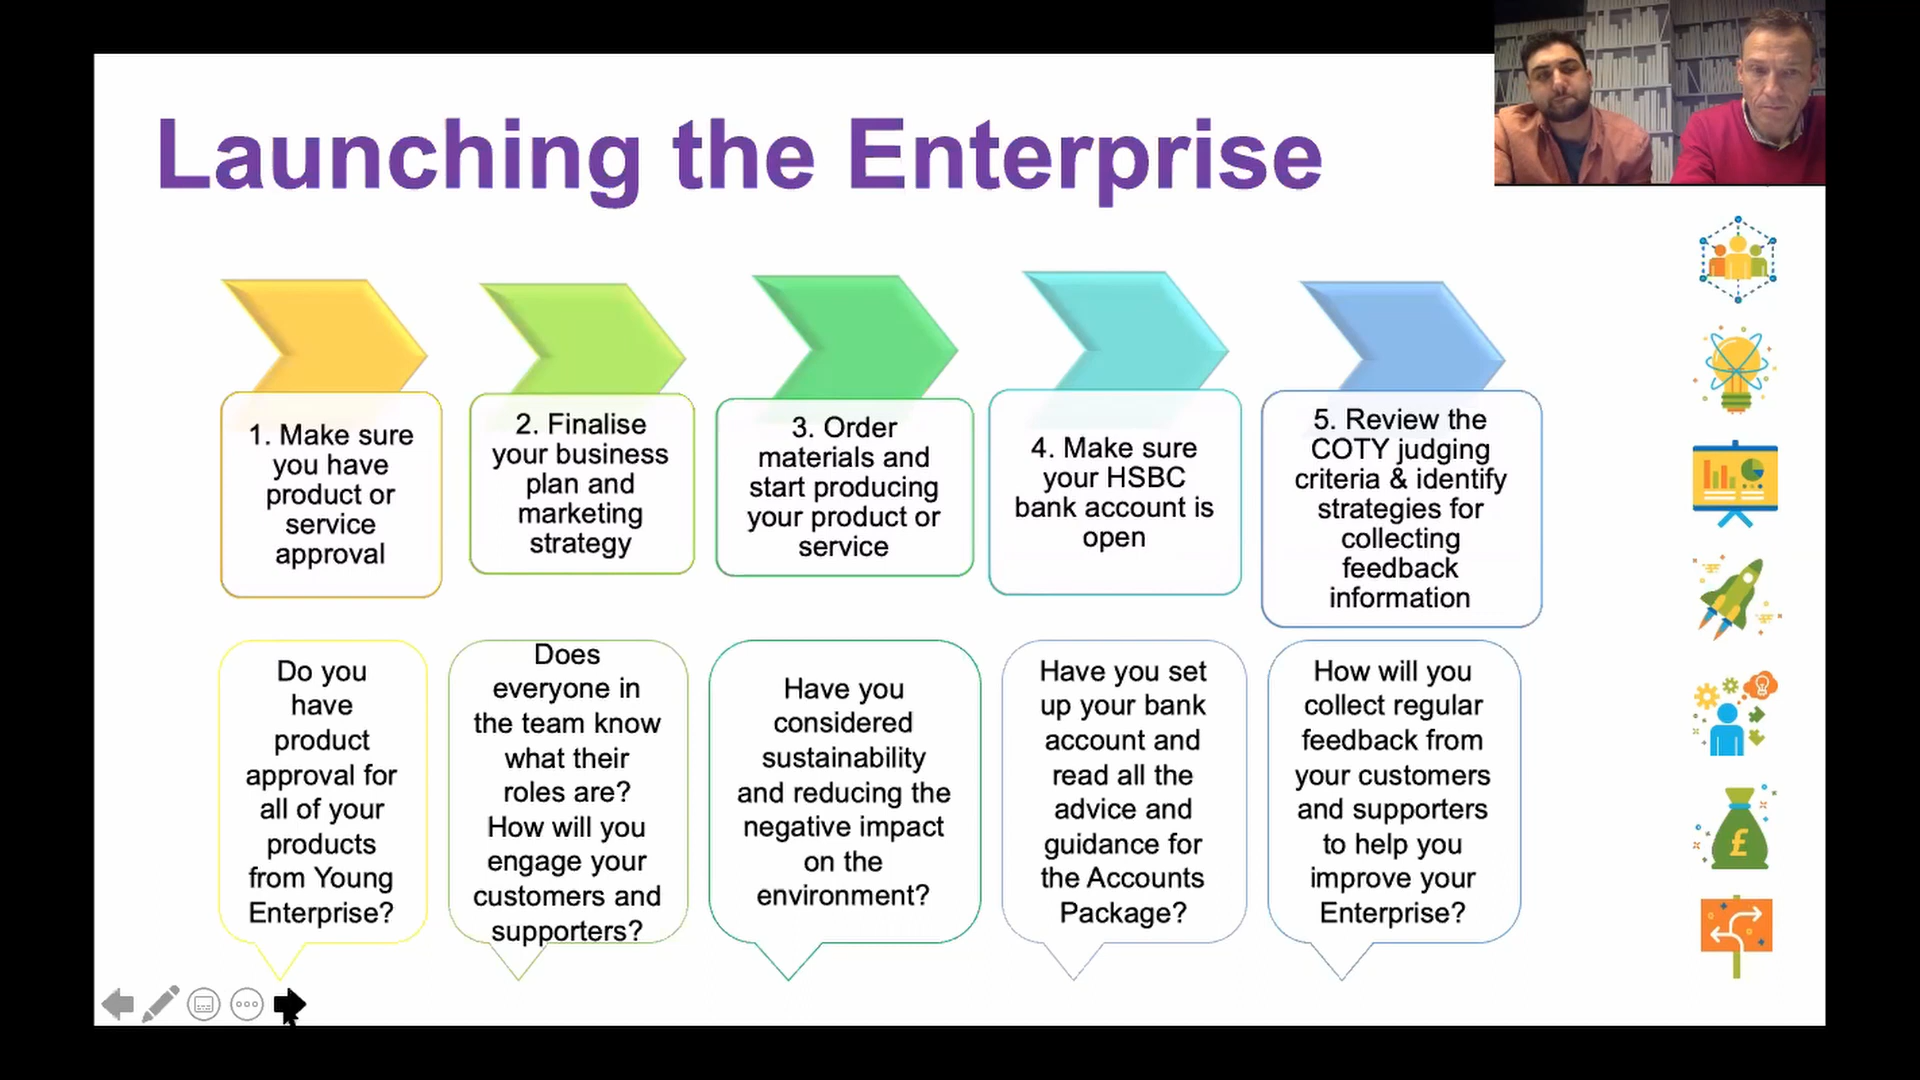 Launching the Enterprise
1. Make sure
you have
product or
service
approval
2. Finalise
your business
plan and
marketing
strategy
3. Order
materials and
start producing
your product or
service
4. Make sure
your HSBC
bank account is
open
5. Review the
COTY judging
criteria & identify
strategies for
collecting
feedback
information
Do you
have
product
approval for
all of your
products
from Young
Enterprise?
Does
everyone in
the team know
what their
roles are?
How will you
engage your
customers and
supporters?
Have you
considered
sustainability
and reducing the
negative impact
on the
environment?
Have you set
up your bank
account and
read all the
advice and
guidance for
the Accounts
Package?
How will you
collect regular
feedback from
your customers
and supporters
to help you
improve your
Enterprise?
£